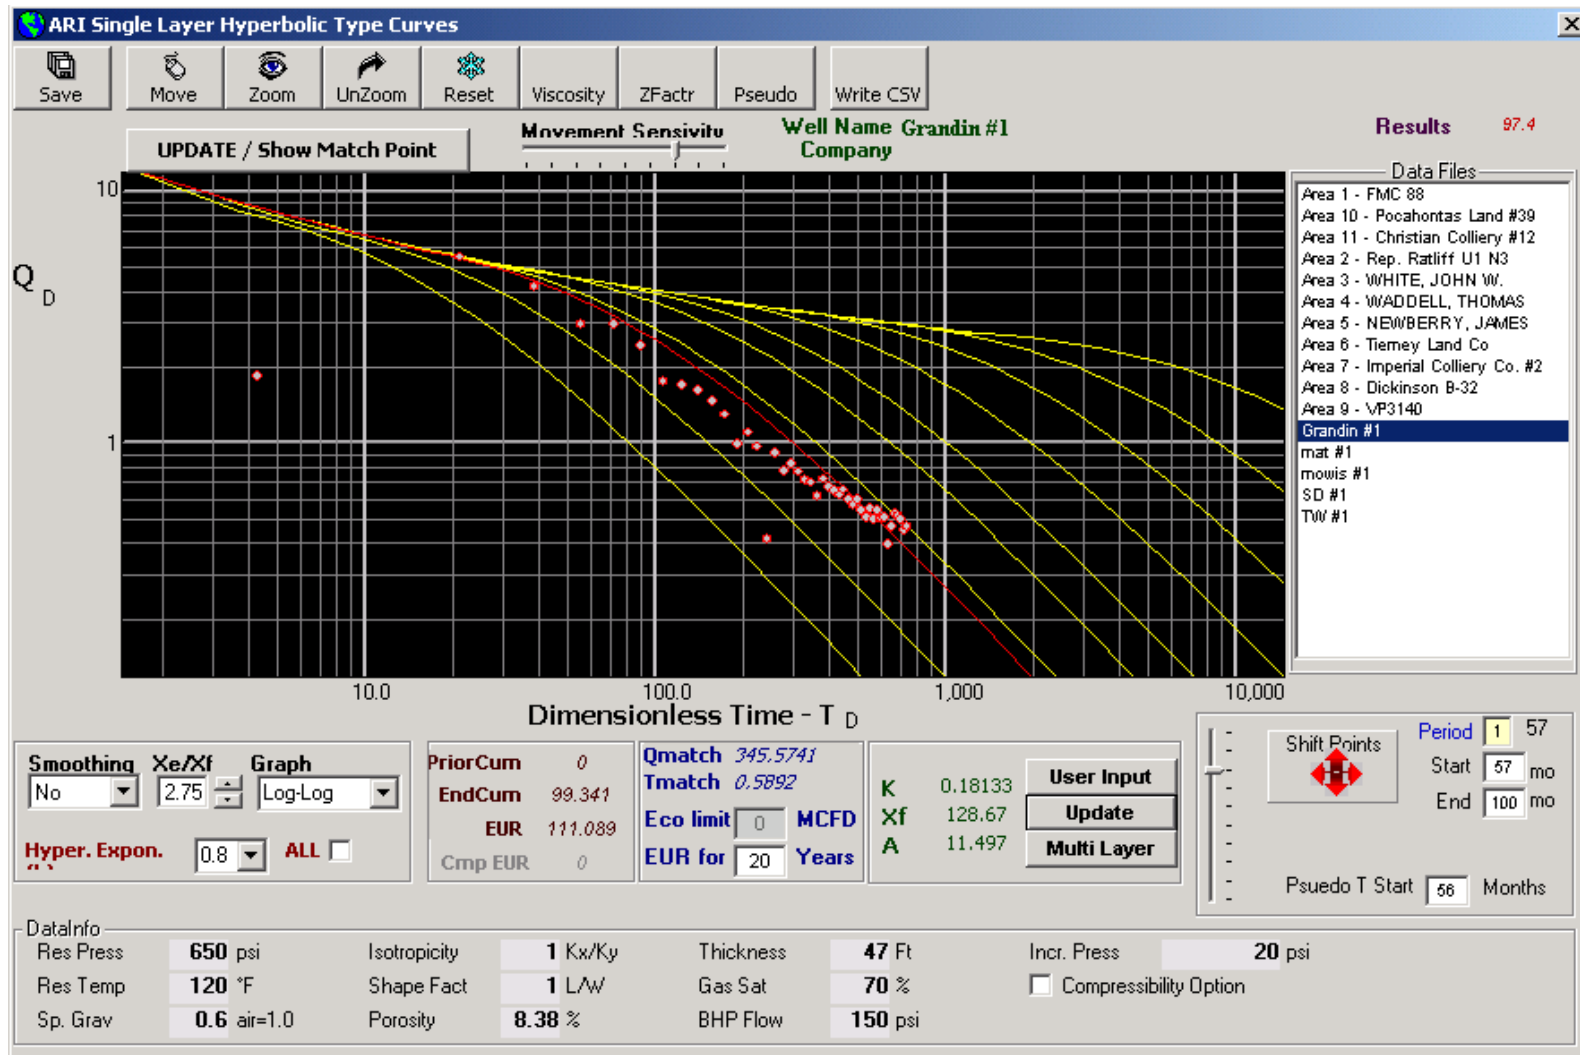 ARI Single Layer Hyperbolic Type Curves
Save Move Zoom UnZoom Reset Viscosity ZFactr Pseudo Write CSV
UPDATE / Show Match Point
Movement Sensivity
Well Name Grandin #1
Company
Results 97.4
Data Files
Area 1 - FMC 88
Area 10 - Pocahontas Land #39
Area 11 - Christian Colliery #12
Area 2 - Rep. Ratliff U1 N3
Area 3 - WHITE, JOHN W.
Area 4 - WADDELL, THOMAS
Area 5 - NEWBERRY, JAMES
Area 6 - Tierney Land Co
Area 7 - Imperial Colliery Co. #2
Area 8 - Dickinson B-32
Area 9 - VP3140
Grandin #1
mat #1
mowis #1
SD #1
TW #1
10
Q D
1
10.0 100.0 1,000 10,000
Dimensionless Time - T D
Smoothing Xe/Xf Graph
No 2.75 Log-Log
Hyper. Expon. 0.8 ALL
PriorCum 0
EndCum 99.341
EUR 111.089
Cmp EUR 0
Qmatch 345.5741
Tmatch 0.5892
Eco limit 0 MCFD
EUR for 20 Years
K 0.18133
Xf 128.67
A 11.497
User Input
Update
Multi Layer
Shift Points
Period 1 57
Start 57 mo
End 100 mo
Psuedo T Start 56 Months
DataInfo
Res Press 650 psi Isotropicity 1 Kx/Ky Thickness 47 Ft Incr. Press 20 psi
Res Temp 120 °F Shape Fact 1 L/W Gas Sat 70 % Compressibility Option
Sp. Grav 0.6 air=1.0 Porosity 8.38 % BHP Flow 150 psi